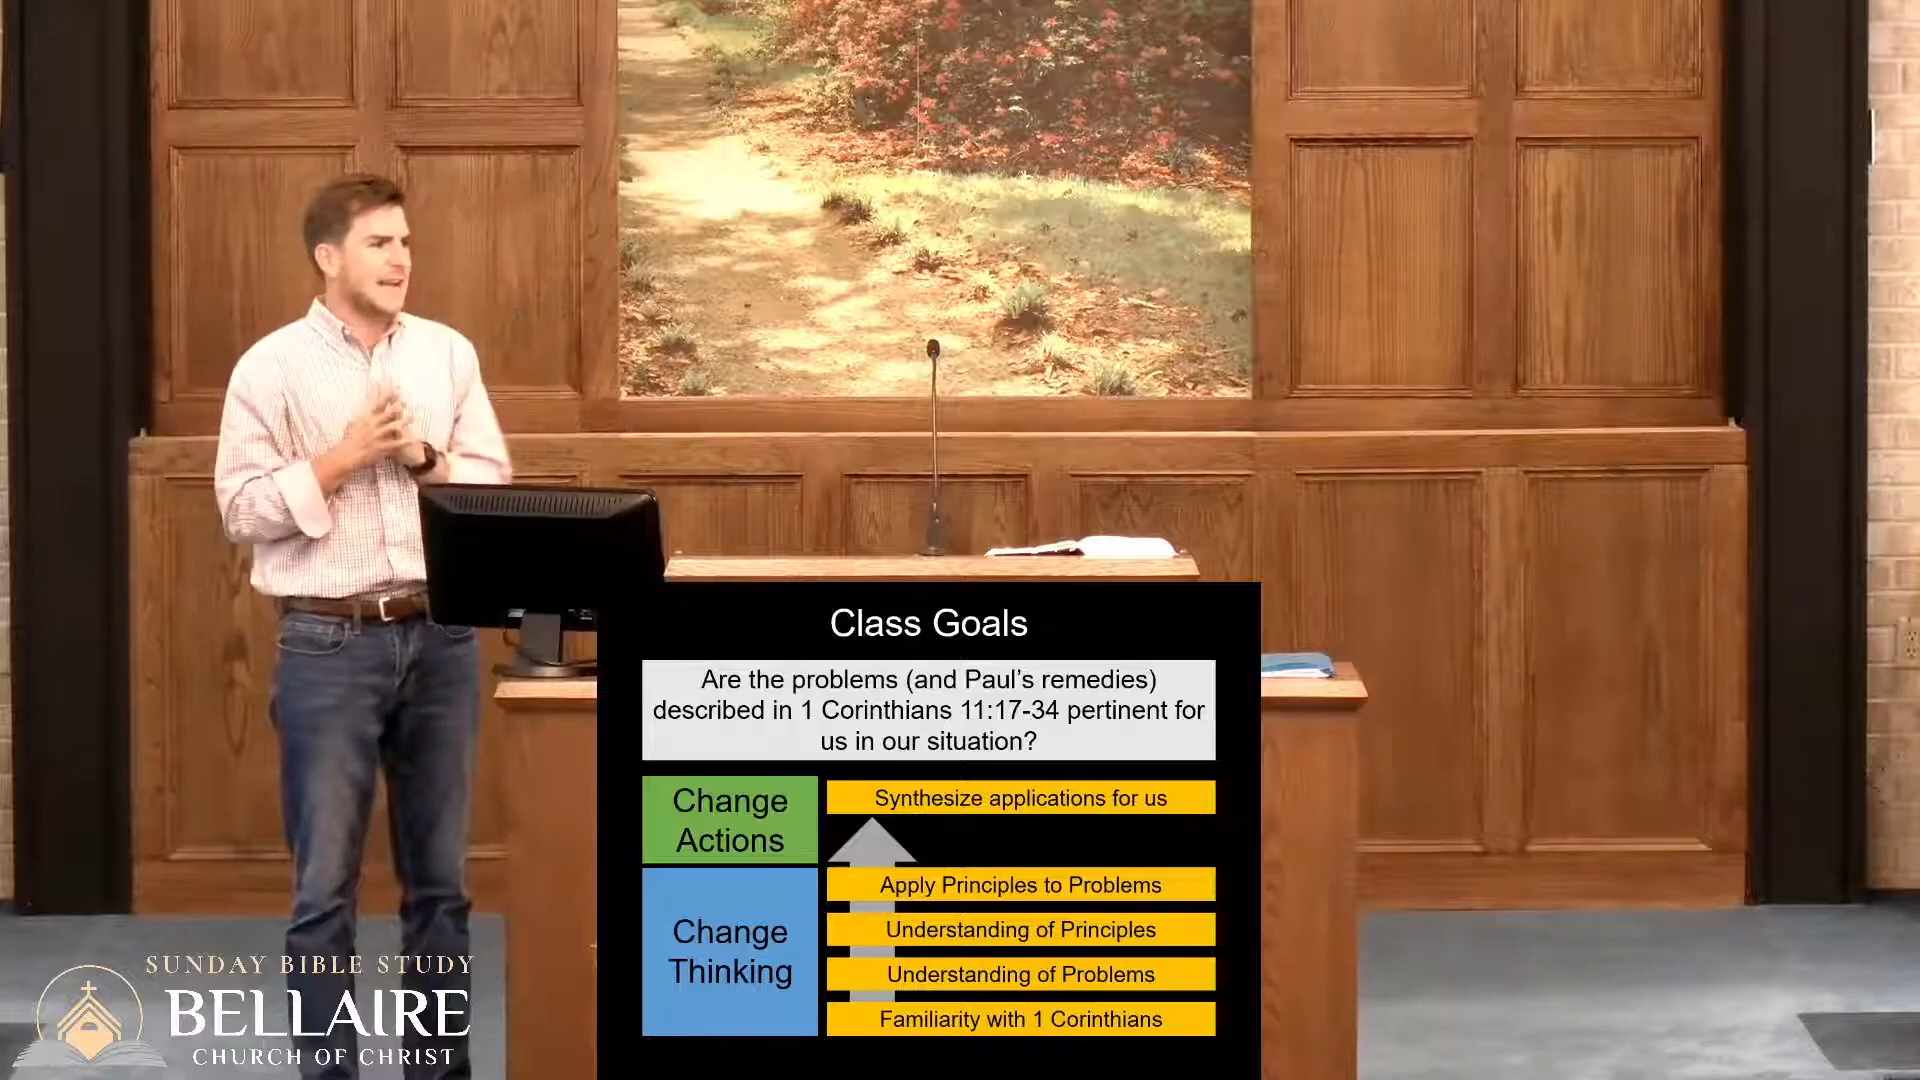 Class Goals
Are the problems (and Paul's remedies)
described in 1 Corinthians 11:17-34 pertinent for
us in our situation?
Change
Actions
Synthesize applications for us
Apply Principles to Problems
Change
Thinking
Understanding of Principles
Understanding of Problems
Familiarity with 1 Corinthians
SUNDAY BIBLE STUDY
BELLAIRE
CHURCH OF CHRIST